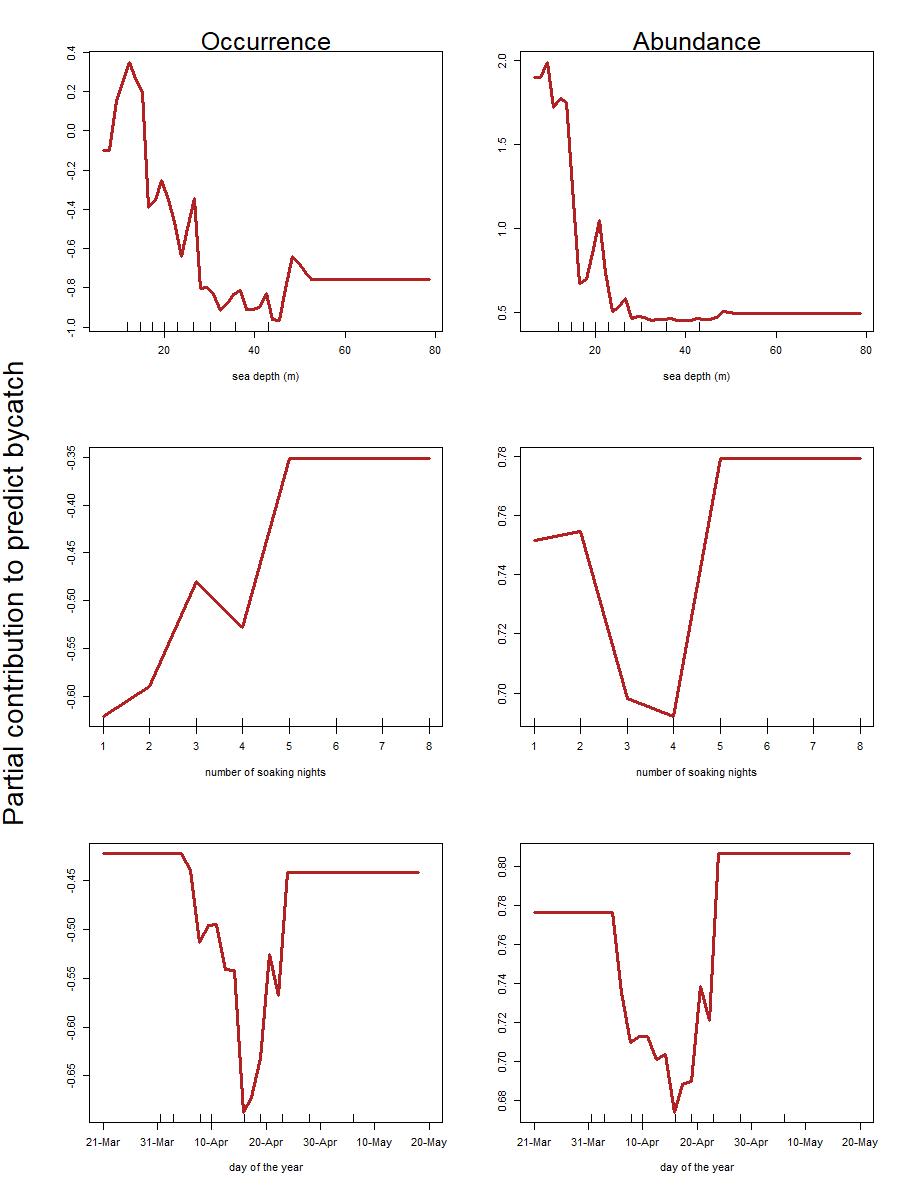 Occurrence
Abundance
Partial contribution to predict bycatch
0.4
0.2
0.0
-0.2
-0.4
-0.6
-0.8
-1.0
20 40 60 80
sea depth (m)
2.0
1.5
1.0
0.5
20 40 60 80
sea depth (m)
-0.35
-0.40
-0.45
-0.50
-0.55
-0.60
1 2 3 4 5 6 7 8
number of soaking nights
0.78
0.76
0.74
0.72
0.70
1 2 3 4 5 6 7 8
number of soaking nights
-0.45
-0.50
-0.55
-0.60
-0.65
21-Mar 31-Mar 10-Apr 20-Apr 30-Apr 10-May 20-May
day of the year
0.80
0.78
0.76
0.74
0.72
0.70
0.68
21-Mar 31-Mar 10-Apr 20-Apr 30-Apr 10-May 20-May
day of the year